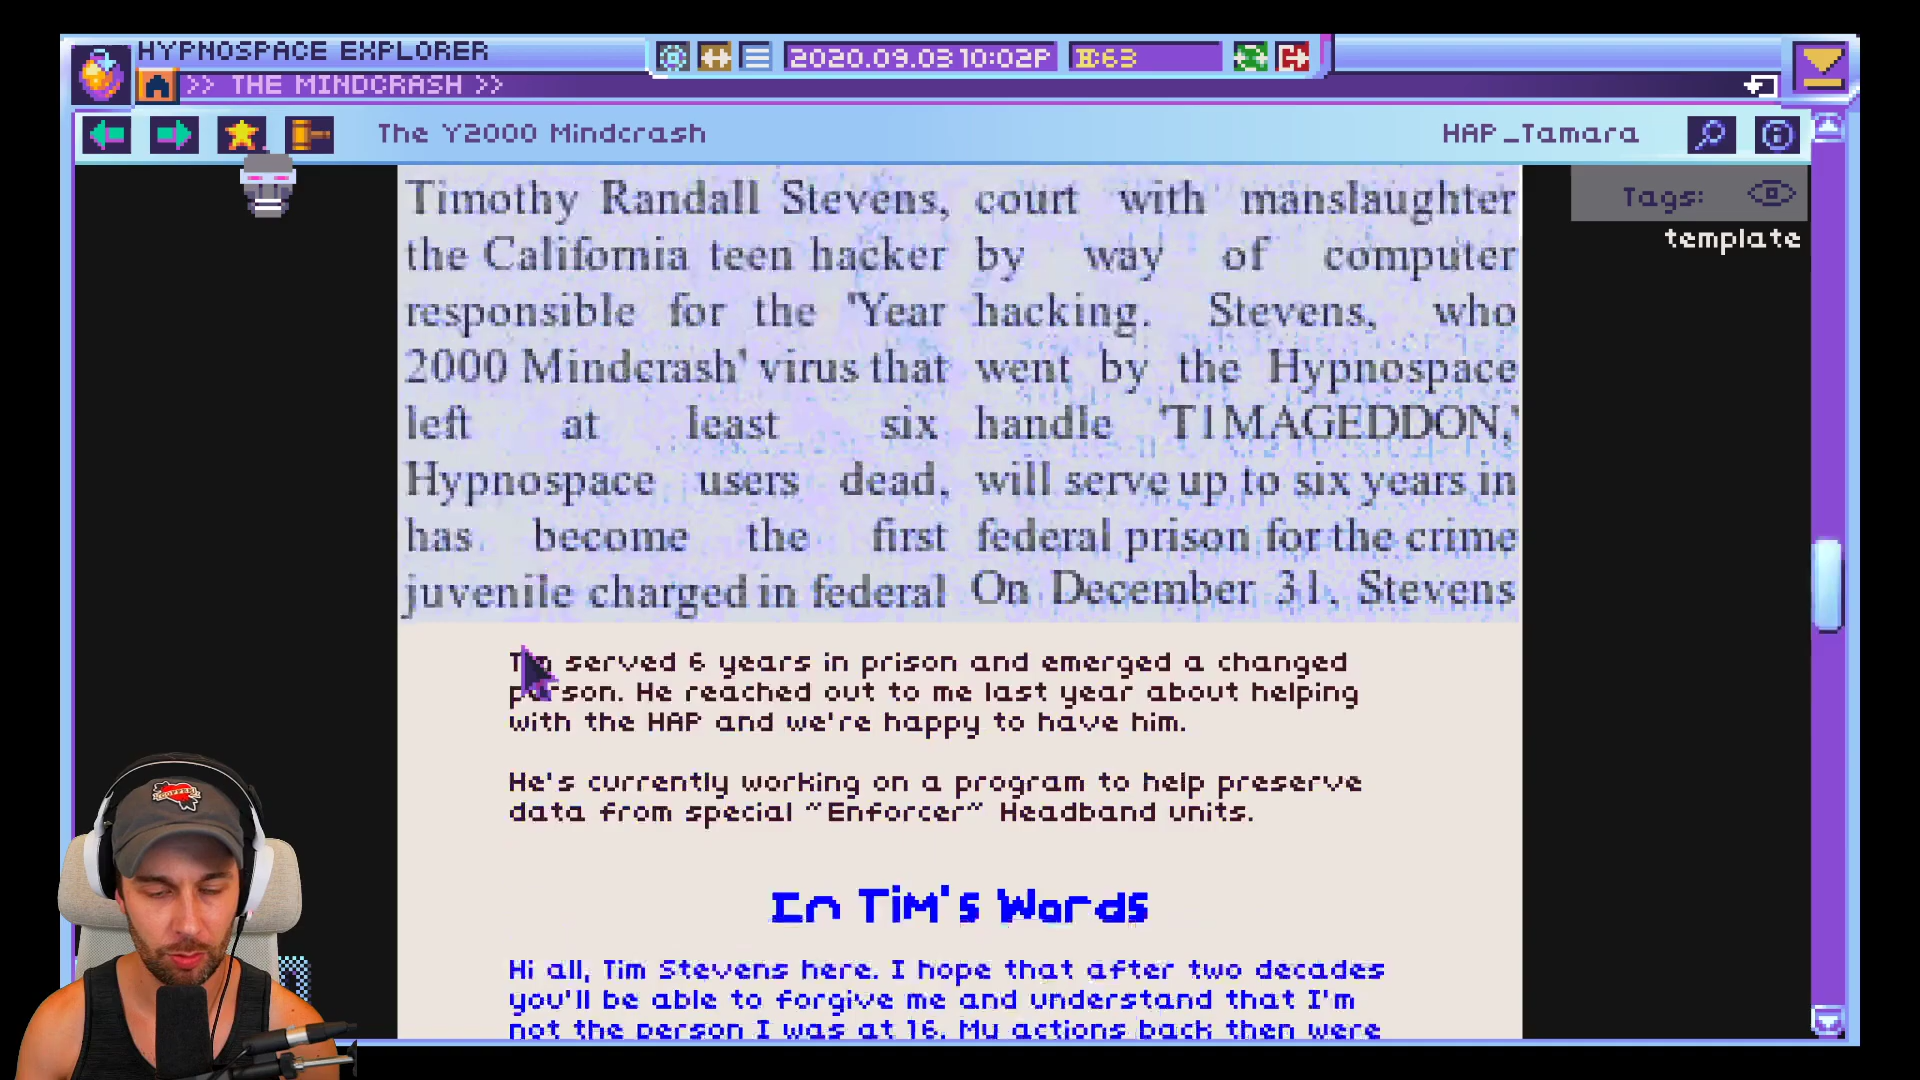 HYPNOSPACE EXPLORER
2020.09.03 10:02P
63
>> THE MINDCRASH >>
The Y2000 Mindcrash
HAP_Tamara
Tags:
template
Timothy Randall Stevens,
the California teen hacker
responsible for the 'Year
2000 Mindcrash' virus that
left at least six
Hypnospace users dead,
has become the first
juvenile charged in federal
court with manslaughter
by way of computer
hacking. Stevens, who
went by the Hypnospace
handle 'T1MAGEDDON,'
will serve up to six years in
federal prison for the crime
On December 31, Stevens
Tim served 6 years in prison and emerged a changed
person. He reached out to me last year about helping
with the HAP and we're happy to have him.
He's currently working on a program to help preserve
data from special ~Enforcer~ Headband units.
In Tim's Words
Hi all, Tim Stevens here. I hope that after two decades
you'll be able to forgive me and understand that I'm
not the person I was at 16. My actions back then were